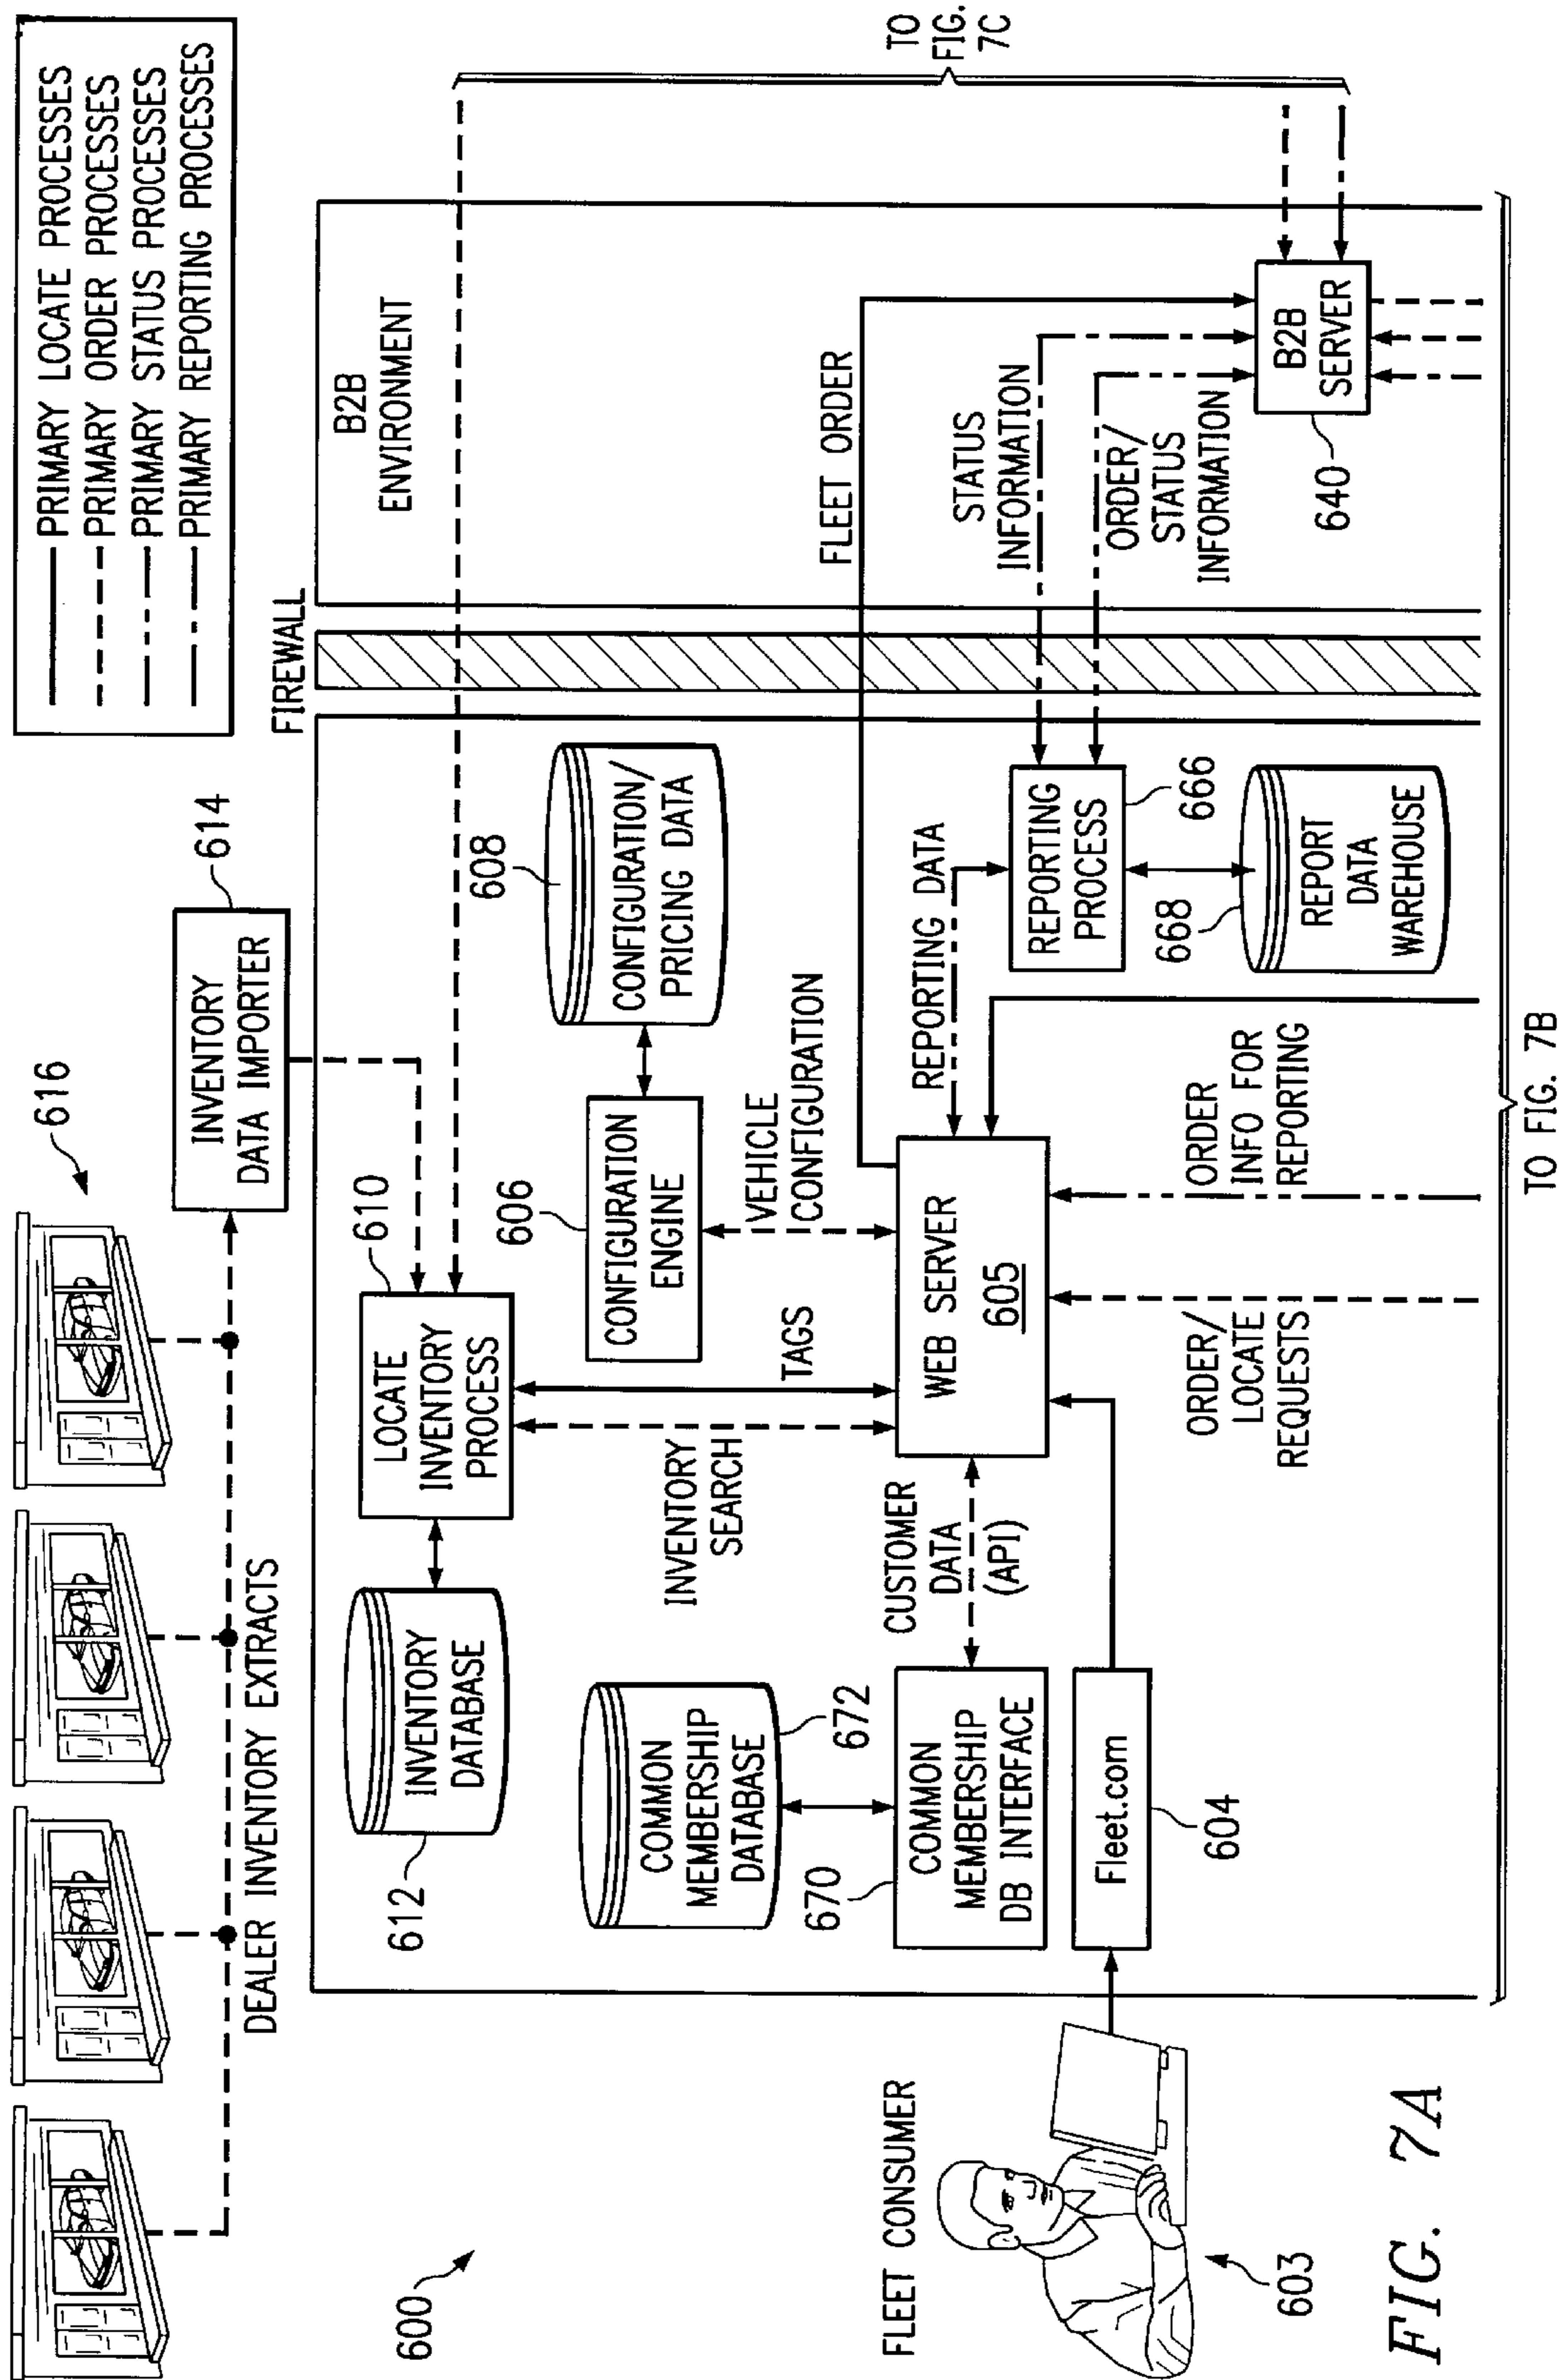 PRIMARY LOCATE PROCESSES
PRIMARY ORDER PROCESSES
PRIMARY STATUS PROCESSES
PRIMARY REPORTING PROCESSES
616
DEALER INVENTORY EXTRACTS
INVENTORY
DATA IMPORTER
614
FIREWALL
B2B
ENVIRONMENT
TO
FIG.
7C
INVENTORY
DATABASE
612
LOCATE
INVENTORY
PROCESS
610
CONFIGURATION
ENGINE
606
CONFIGURATION/
PRICING DATA
608
COMMON
MEMBERSHIP
DATABASE
672
INVENTORY
SEARCH
TAGS
VEHICLE
CONFIGURATION
FLEET ORDER
COMMON
MEMBERSHIP
DB INTERFACE
670
CUSTOMER
DATA
(API)
WEB SERVER
605
REPORTING DATA
REPORTING
PROCESS
666
STATUS
INFORMATION
ORDER/
STATUS
INFORMATION
B2B
SERVER
640
REPORT
DATA
WAREHOUSE
668
Fleet.com
604
ORDER/
LOCATE
REQUESTS
ORDER
INFO FOR
REPORTING
600
FLEET CONSUMER
603
TO FIG. 7B
FIG. 7A